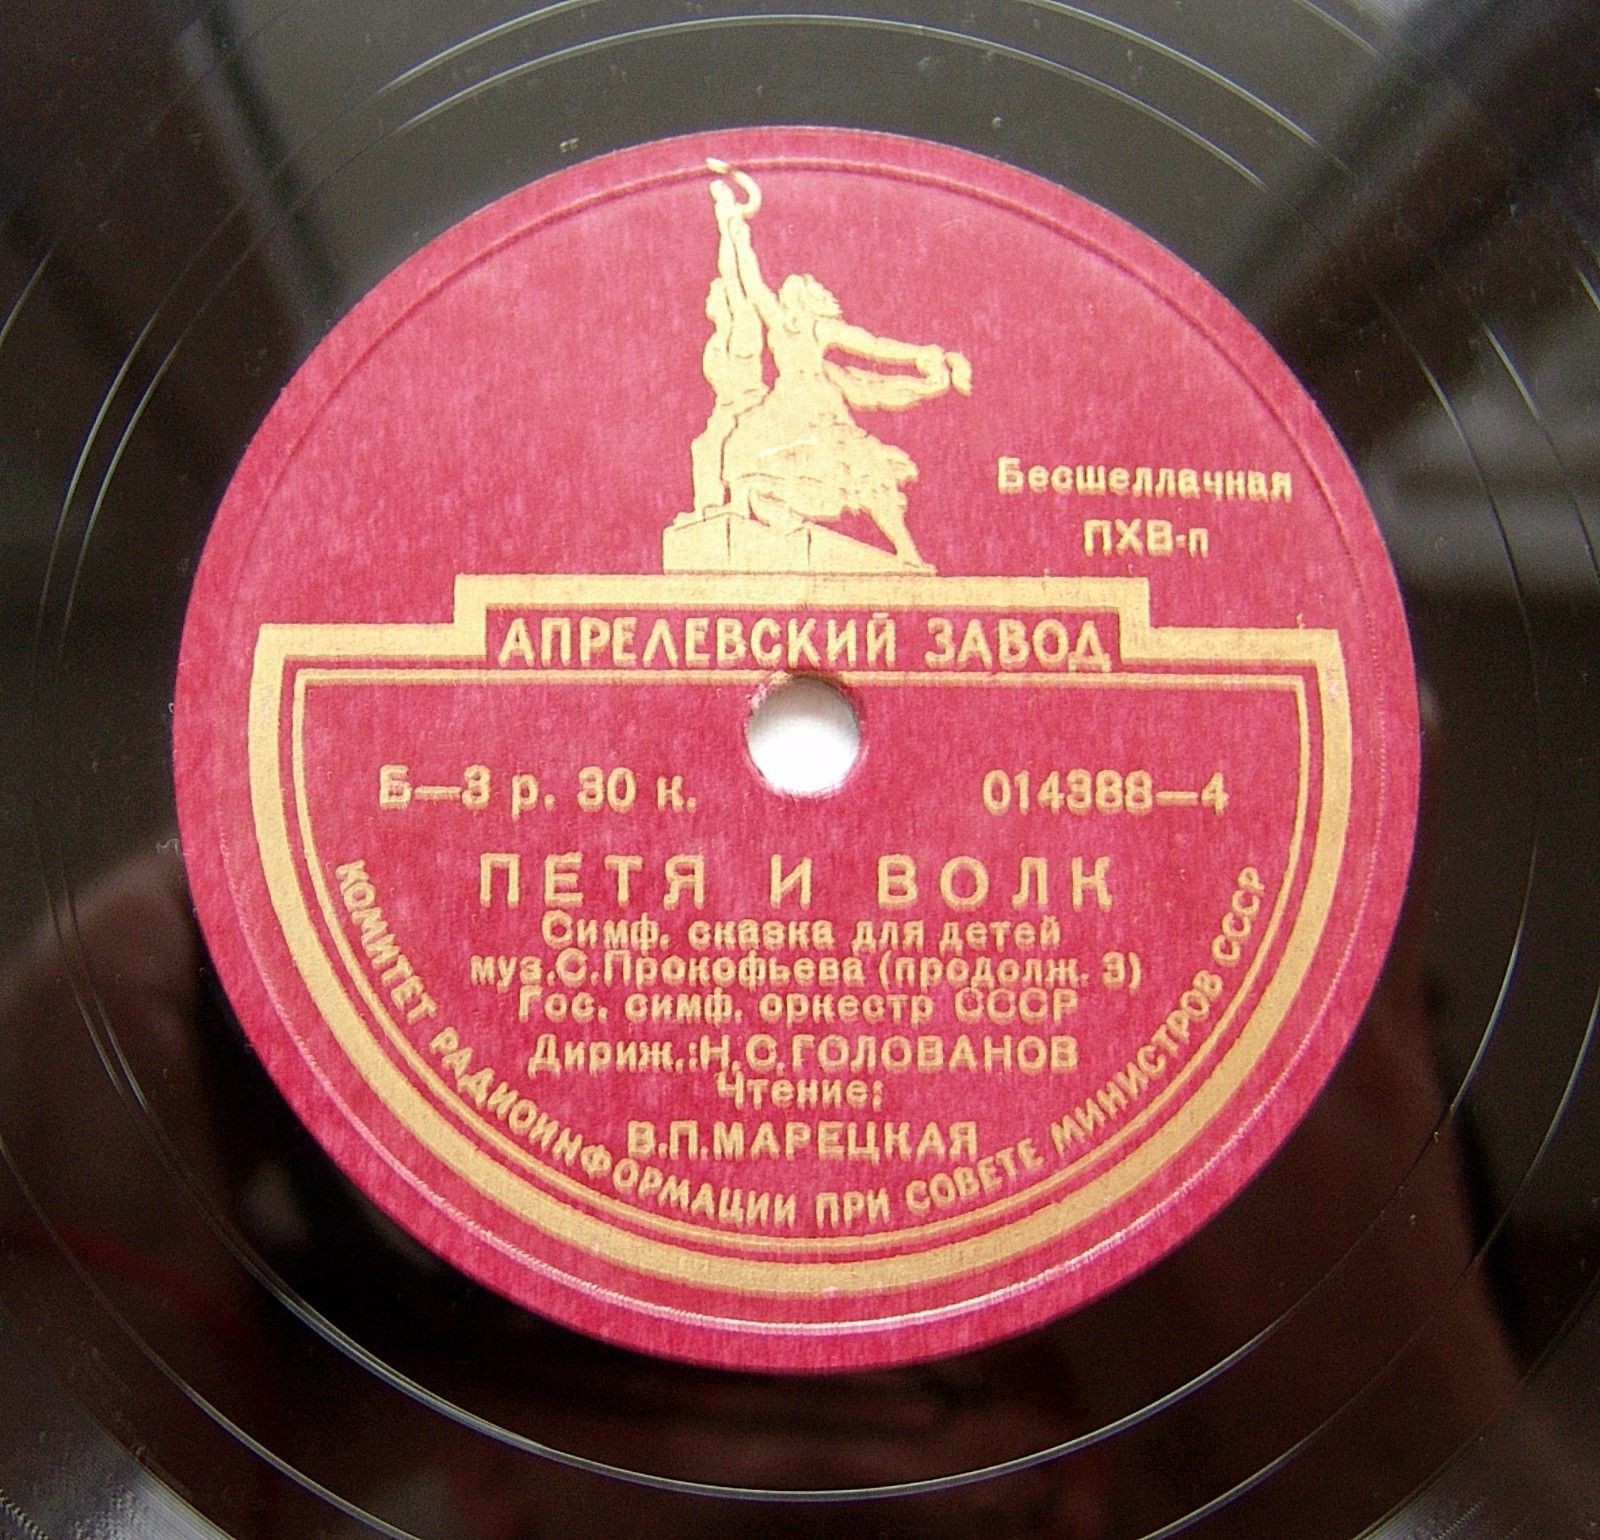 Бесшеллачная
ПХВ-п
АПРЕЛЕВСКИЙ ЗАВОД
Б—3 р. 30 к.
014388—4
ПЕТЯ И ВОЛК
Симф. сказка для детей
муз.С.Прокофьева (продолж. 3)
Гос. симф. оркестр СССР
Дириж.: Н.С.ГОЛОВАНОВ
Чтение:
В.П.МАРЕЦКАЯ
КОМИТЕТ РАДИОИНФОРМАЦИИ ПРИ СОВЕТЕ МИНИСТРОВ СССР